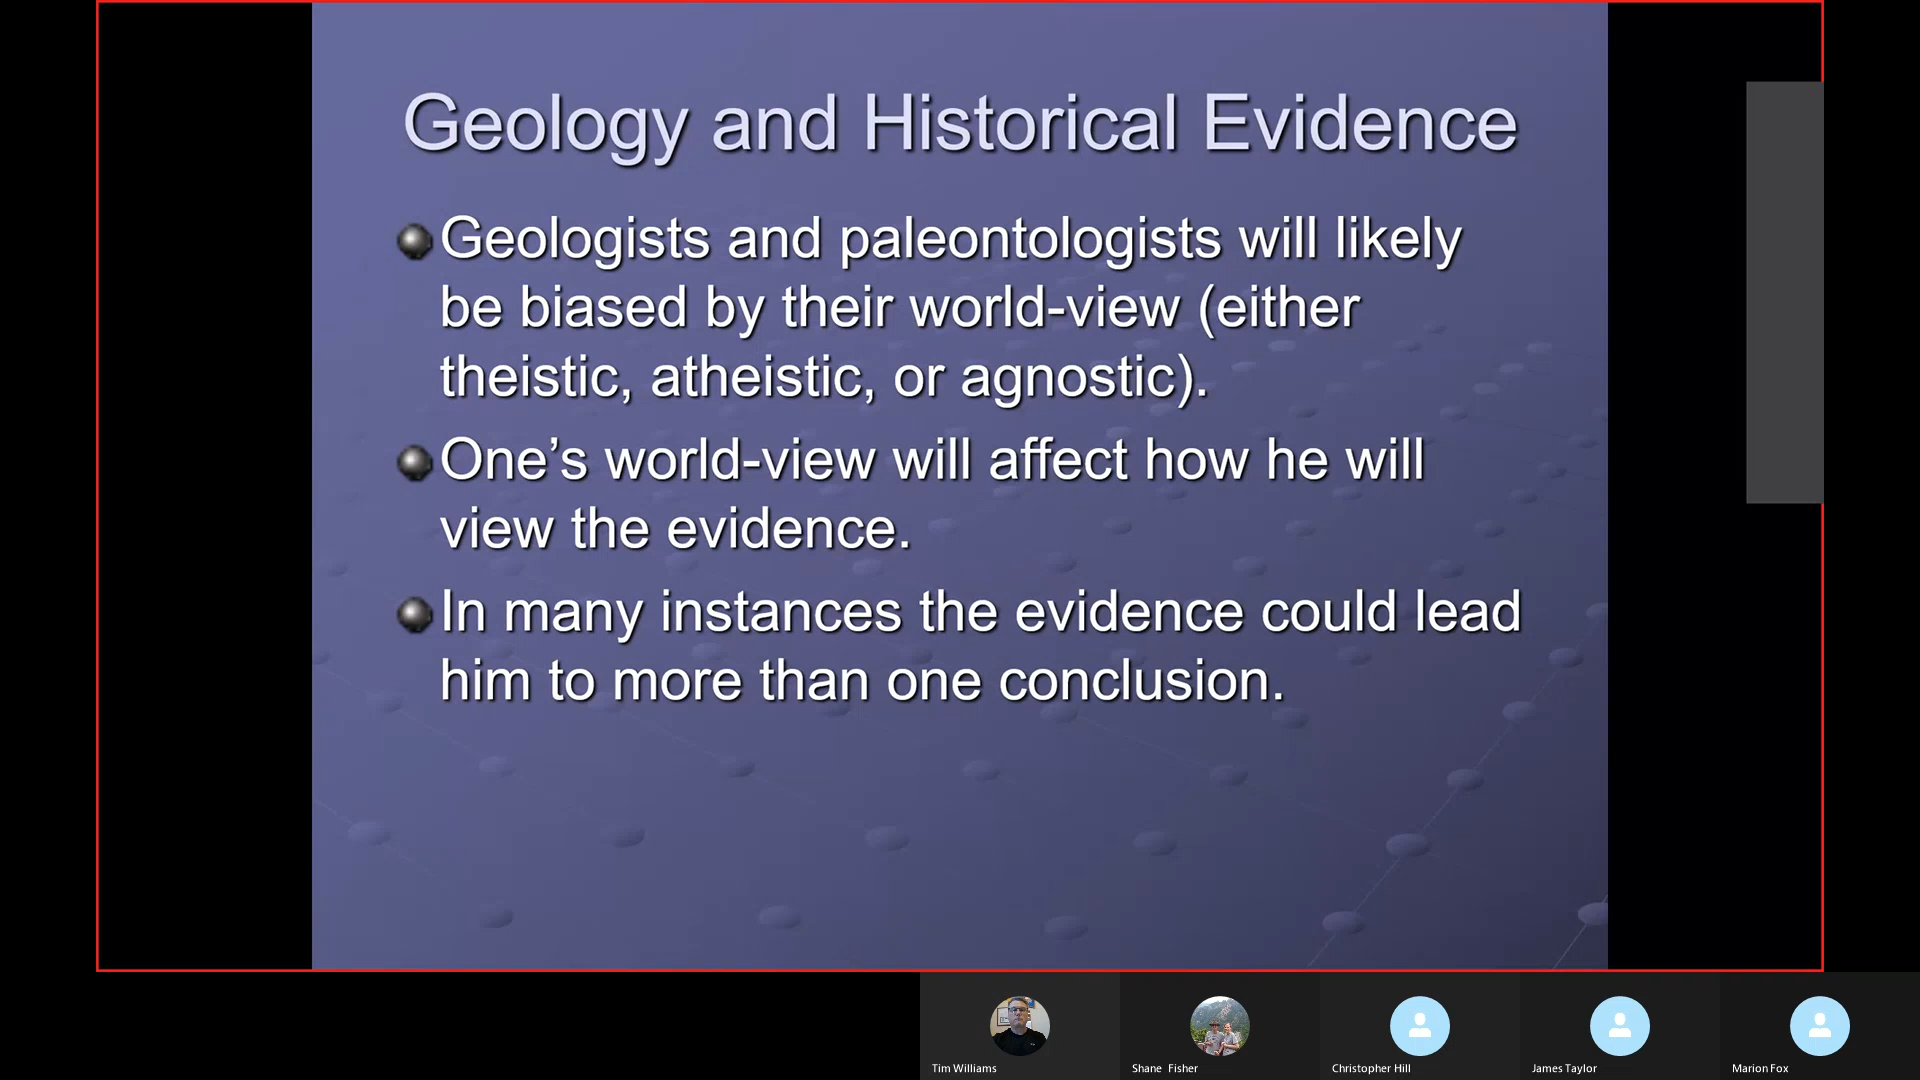 Geology and Historical Evidence
Geologists and paleontologists will likely
be biased by their world-view (either
theistic, atheistic, or agnostic).
One’s world-view will affect how he will
view the evidence.
In many instances the evidence could lead
him to more than one conclusion.
Tim Williams
Shane Fisher
Christopher Hill
James Taylor
Marion Fox